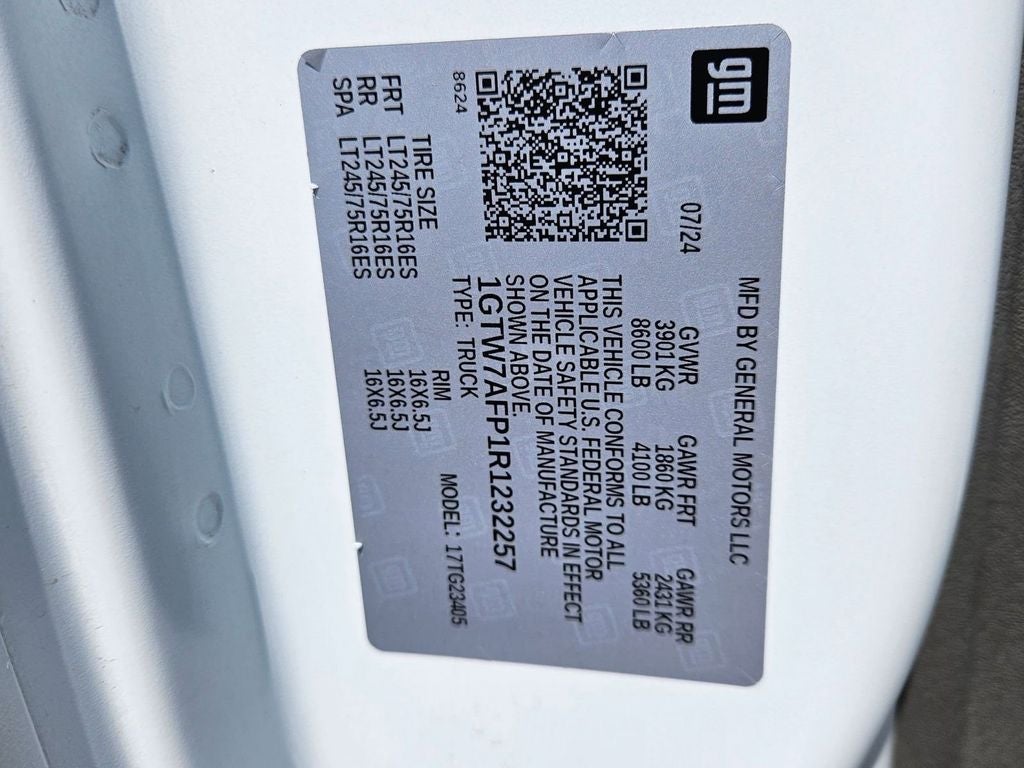 gm
MFD BY GENERAL MOTORS LLC
07/24
GVWR GAWR FRT GAWR RR
3901 KG 1860 KG 2431 KG
8600 LB 4100 LB 5360 LB
THIS VEHICLE CONFORMS TO ALL
APPLICABLE U.S. FEDERAL MOTOR
VEHICLE SAFETY STANDARDS IN EFFECT
ON THE DATE OF MANUFACTURE
SHOWN ABOVE.
1GTW7AFP1R1232257
8624
TYPE: TRUCK MODEL: 17TG23405
TIRE SIZE RIM
FRT LT245/75R16ES 16X6.5J
RR LT245/75R16ES 16X6.5J
SPA LT245/75R16ES 16X6.5J